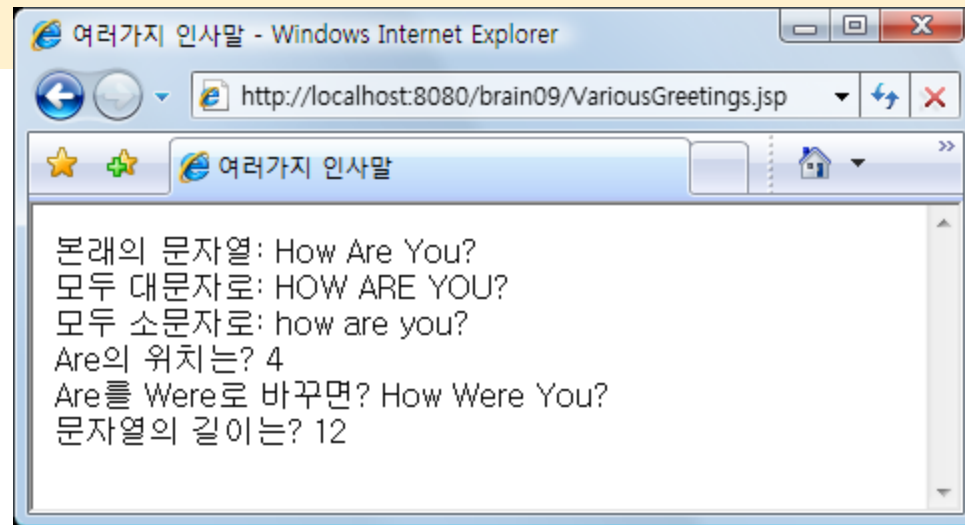 여러가지 인사말 - Windows Internet Explorer
http://localhost:8080/brain09/VariousGreetings.jsp
여러가지 인사말
본래의 문자열: How Are You?
모두 대문자로: HOW ARE YOU?
모두 소문자로: how are you?
Are의 위치는? 4
Are를 Were로 바꾸면? How Were You?
문자열의 길이는? 12